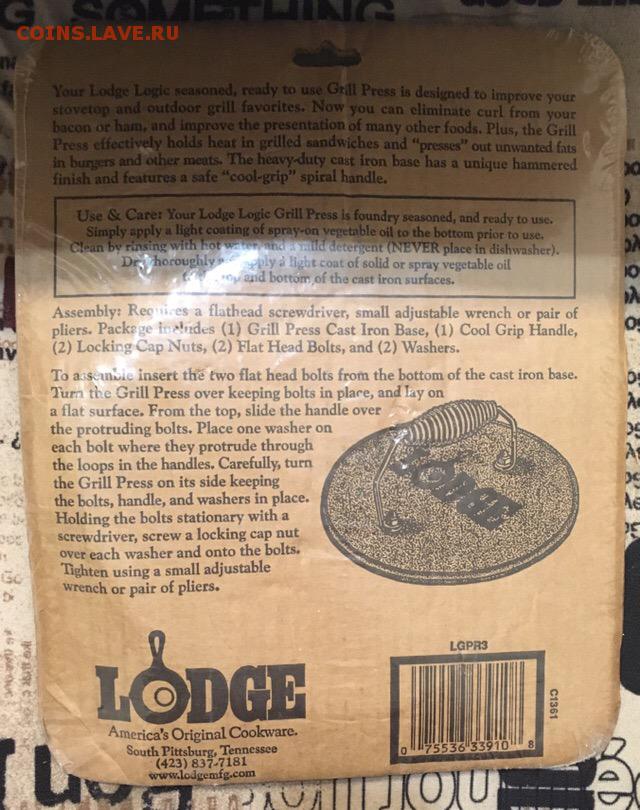 COINS.LAVE.RU
G SOMETHING
Your Lodge Logic seasoned, ready to use Grill Press is designed to improve your
stovetop and outdoor grill favorites. Now you can eliminate curl from your
bacon or ham, and improve the presentation of many other foods. Plus, the Grill
Press effectively holds heat in grilled sandwiches and "presses" out unwanted fats
in burgers and other meats. The heavy-duty cast iron base has a unique hammered
finish and features a safe "cool-grip" spiral handle.
Use & Care: Your Lodge Logic Grill Press is foundry seasoned, and ready to use.
Simply apply a light coating of spray-on vegetable oil to the bottom prior to use.
Clean by rinsing with hot water, and a mild detergent (NEVER place in dishwasher).
Dry thoroughly apply a light coat of solid or spray vegetable oil
top and bottom of the cast iron surfaces.
Assembly: Requires a flathead screwdriver, small adjustable wrench or pair of
pliers. Package includes (1) Grill Press Cast Iron Base, (1) Cool Grip Handle,
(2) Locking Cap Nuts, (2) Flat Head Bolts, and (2) Washers.
To assemble insert the two flat head bolts from the bottom of the cast iron base.
Turn the Grill Press over keeping bolts in place, and lay on
a flat surface. From the top, slide the handle over
the protruding bolts. Place one washer on
each bolt where they protrude through
the loops in the handles. Carefully, turn
the Grill Press on its side keeping
the bolts, handle, and washers in place.
Holding the bolts stationary with a
screwdriver, screw a locking cap nut
over each washer and onto the bolts.
Tighten using a small adjustable
wrench or pair of pliers.
LODGE
LODGE
America's Original Cookware.
South Pittsburg, Tennessee
(423) 837-7181
www.lodgemfg.com
LGPR3
0 75536 33910 8
C1361